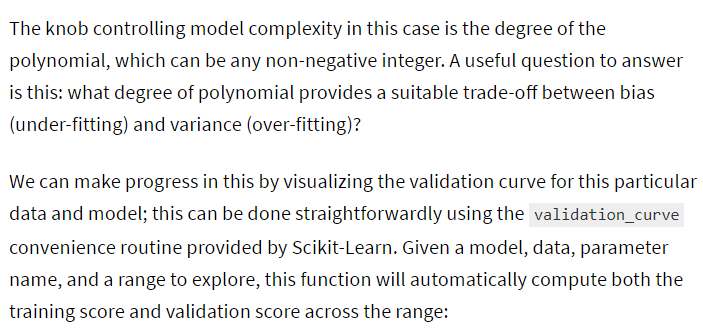 The knob controlling model complexity in this case is the degree of the
polynomial, which can be any non-negative integer. A useful question to answer
is this: what degree of polynomial provides a suitable trade-off between bias
(under-fitting) and variance (over-fitting)?
We can make progress in this by visualizing the validation curve for this particular
data and model; this can be done straightforwardly using the validation_curve
convenience routine provided by Scikit-Learn. Given a model, data, parameter
name, and a range to explore, this function will automatically compute both the
training score and validation score across the range: